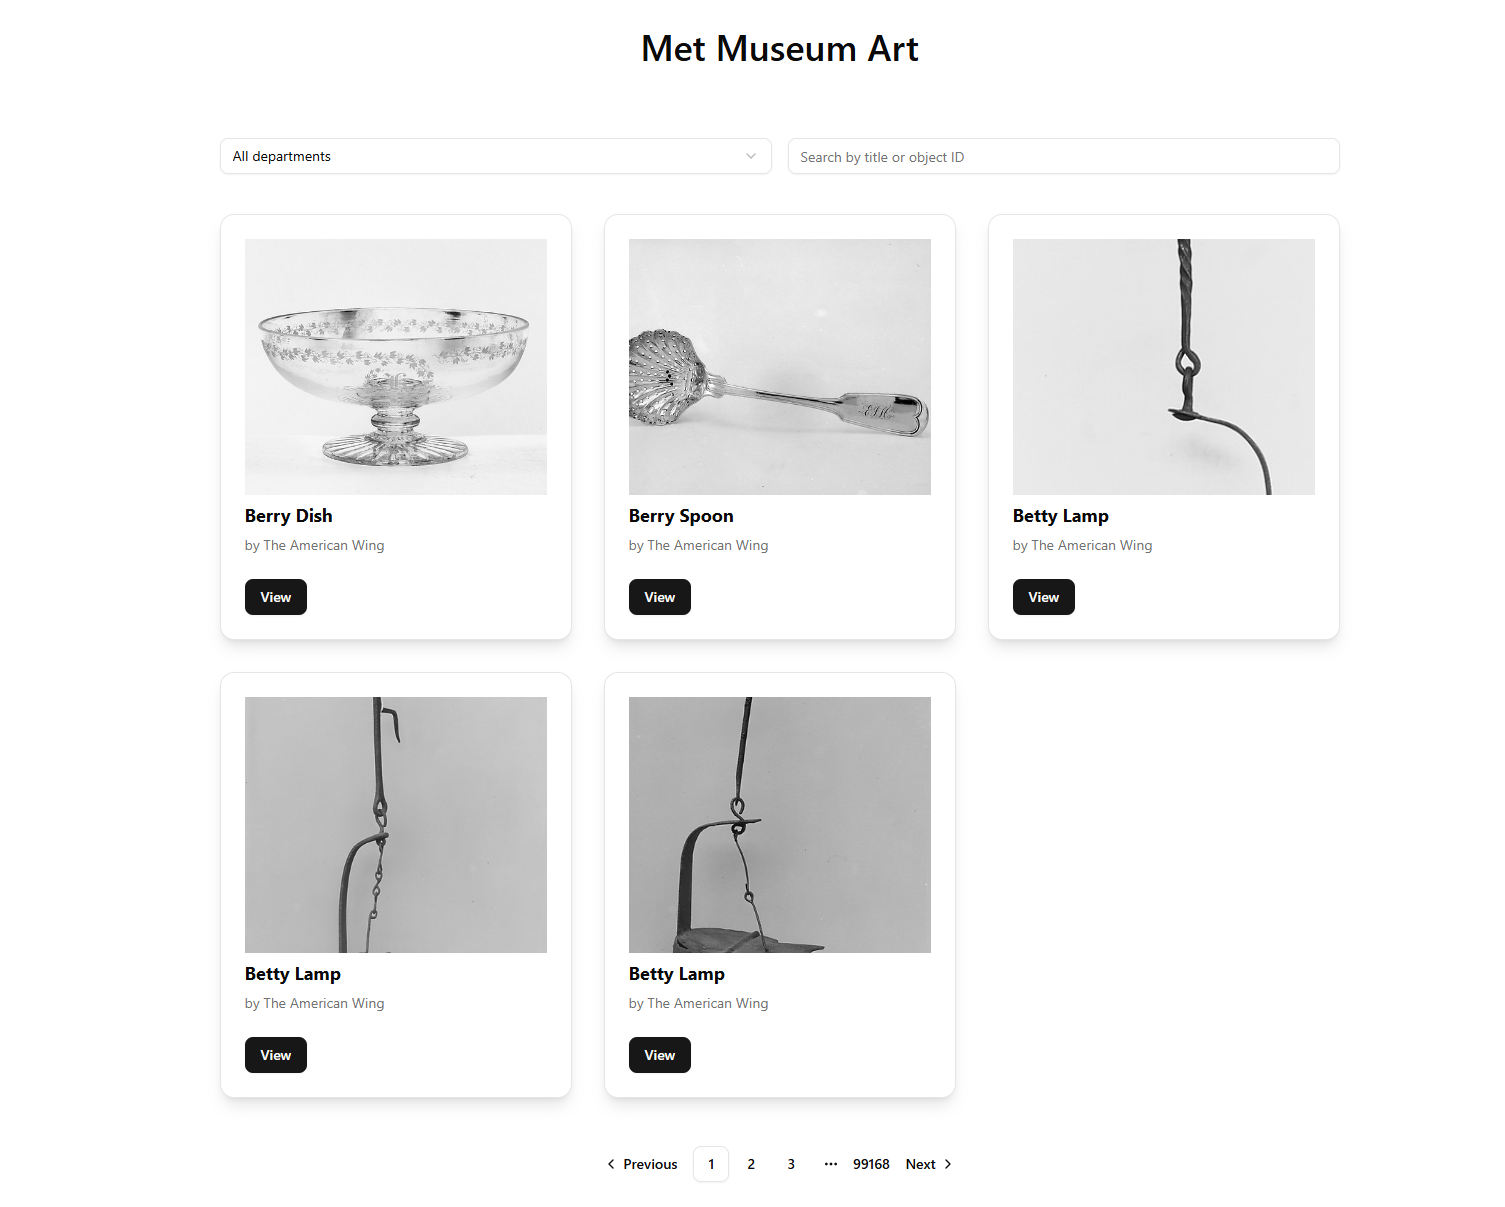 Met Museum Art
All departments
Search by title or object ID
Berry Dish
by The American Wing
View
Berry Spoon
by The American Wing
View
Betty Lamp
by The American Wing
View
Betty Lamp
by The American Wing
View
Betty Lamp
by The American Wing
View
Previous 1 2 3 ••• 99168 Next